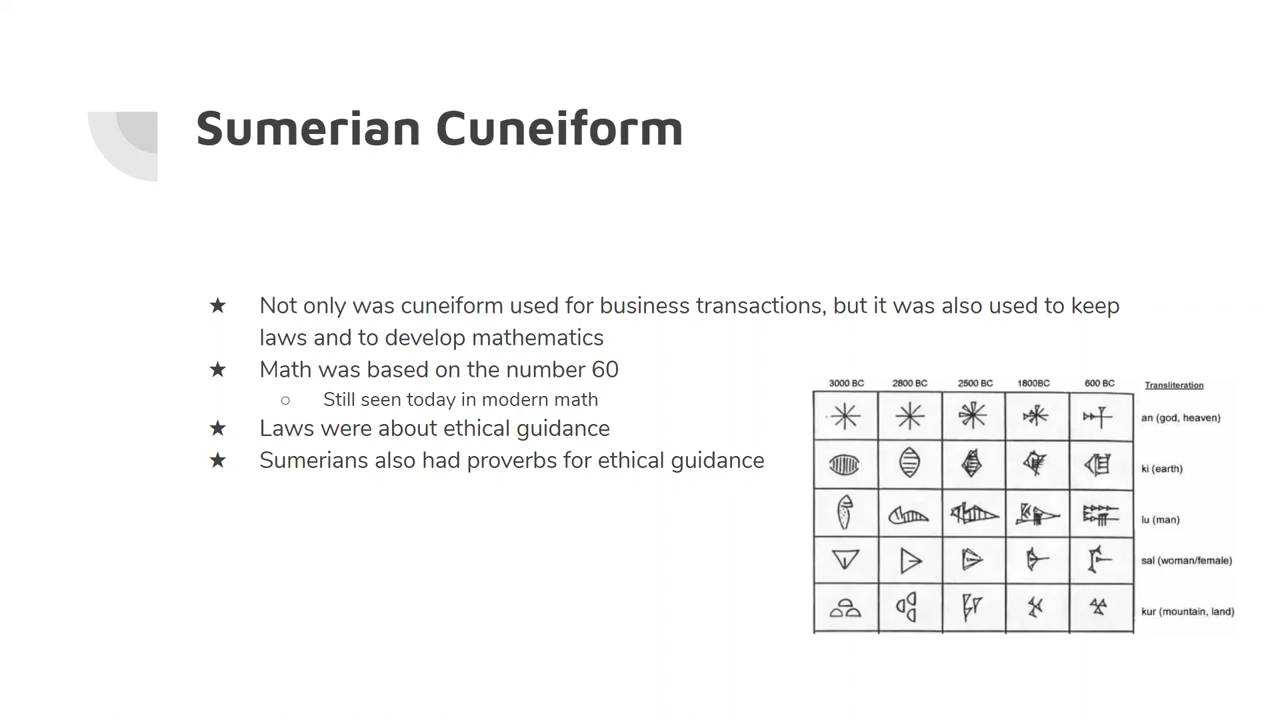 Sumerian Cuneiform
★ Not only was cuneiform used for business transactions, but it was also used to keep
laws and to develop mathematics
★ Math was based on the number 60
○ Still seen today in modern math
★ Laws were about ethical guidance
★ Sumerians also had proverbs for ethical guidance
3000 BC 2800 BC 2500 BC 1800BC 600 BC Transliteration
an (god, heaven)
ki (earth)
lu (man)
sal (woman/female)
kur (mountain, land)